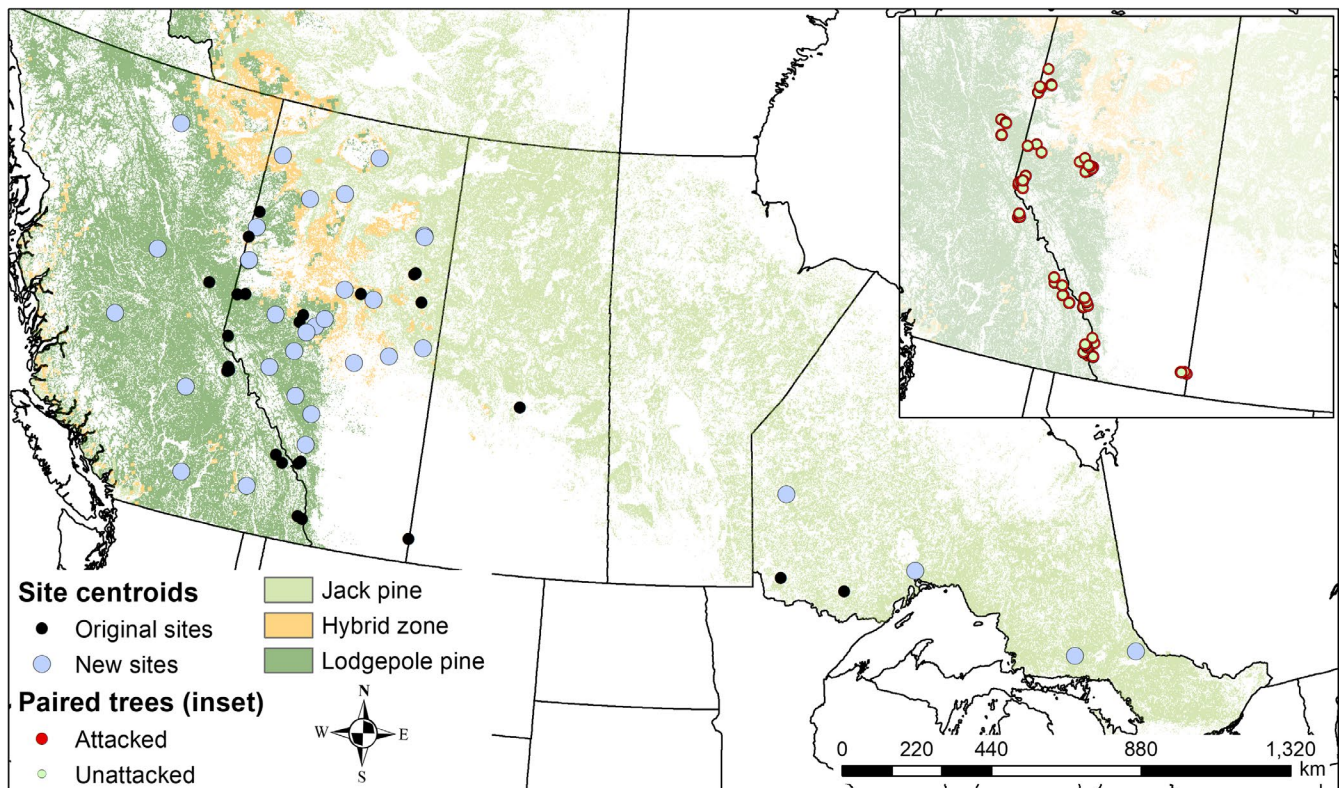 Site centroids
Original sites
New sites
Paired trees (inset)
Attacked
Unattacked
Jack pine
Hybrid zone
Lodgepole pine
N
W E
S
0 220 440 880 1,320
km